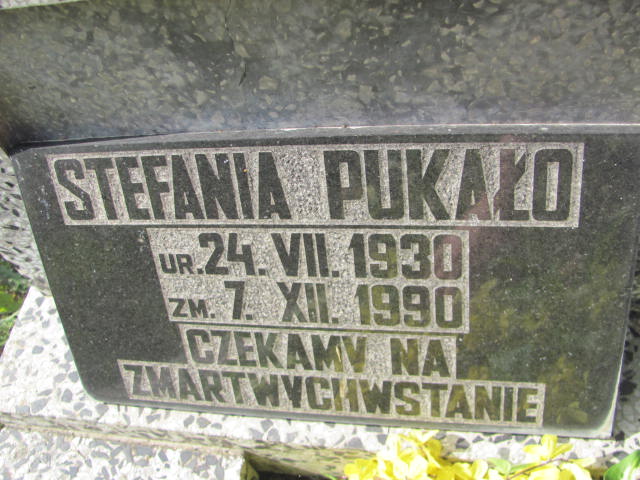 STEFANIA PUKAŁO
UR. 24. VII. 1930
ZM. 7. XII. 1990
CZEKAMY NA
ZMARTWYCHWSTANIE